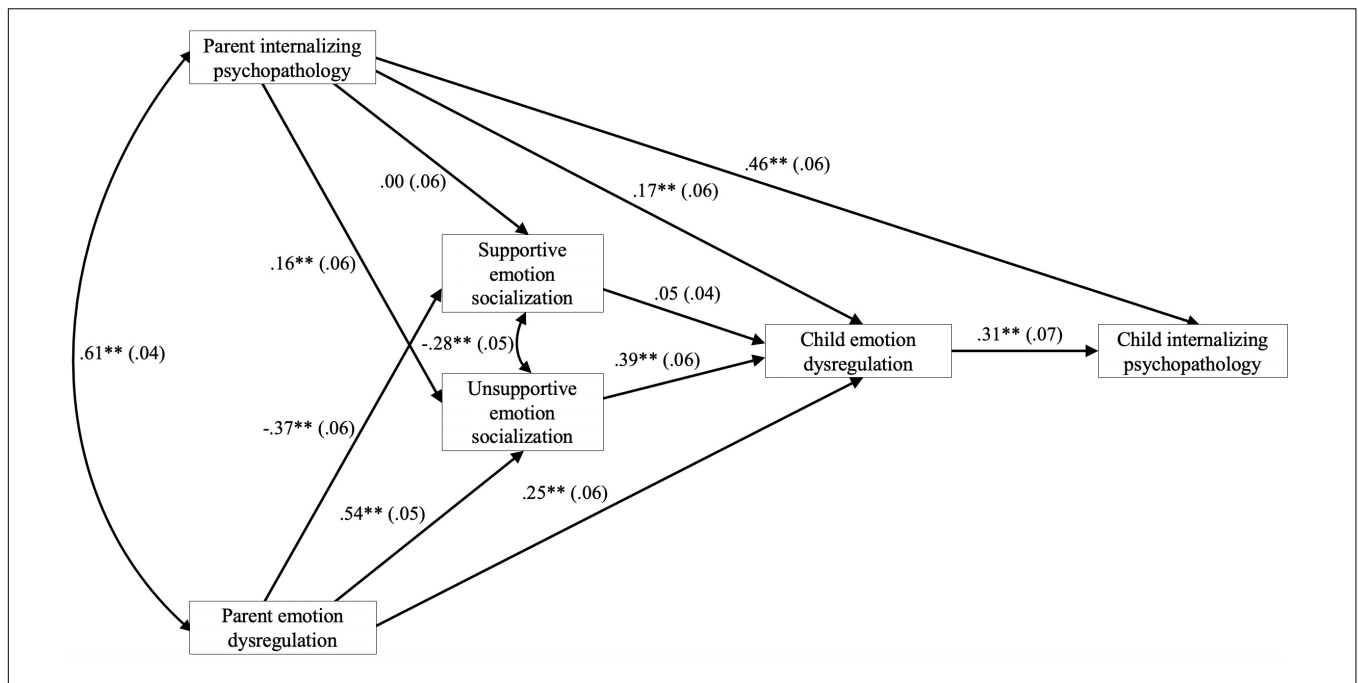 Parent internalizing
psychopathology
.46** (.06)
.17** (.06)
.00 (.06)
.16** (.06)
Supportive
emotion
socialization
.05 (.04)
.61** (.04)
-.28** (.05)
.39** (.06)
Child emotion
dysregulation
.31** (.07)
Child internalizing
psychopathology
Unsupportive
emotion
socialization
-.37** (.06)
.54** (.05)
.25** (.06)
Parent emotion
dysregulation